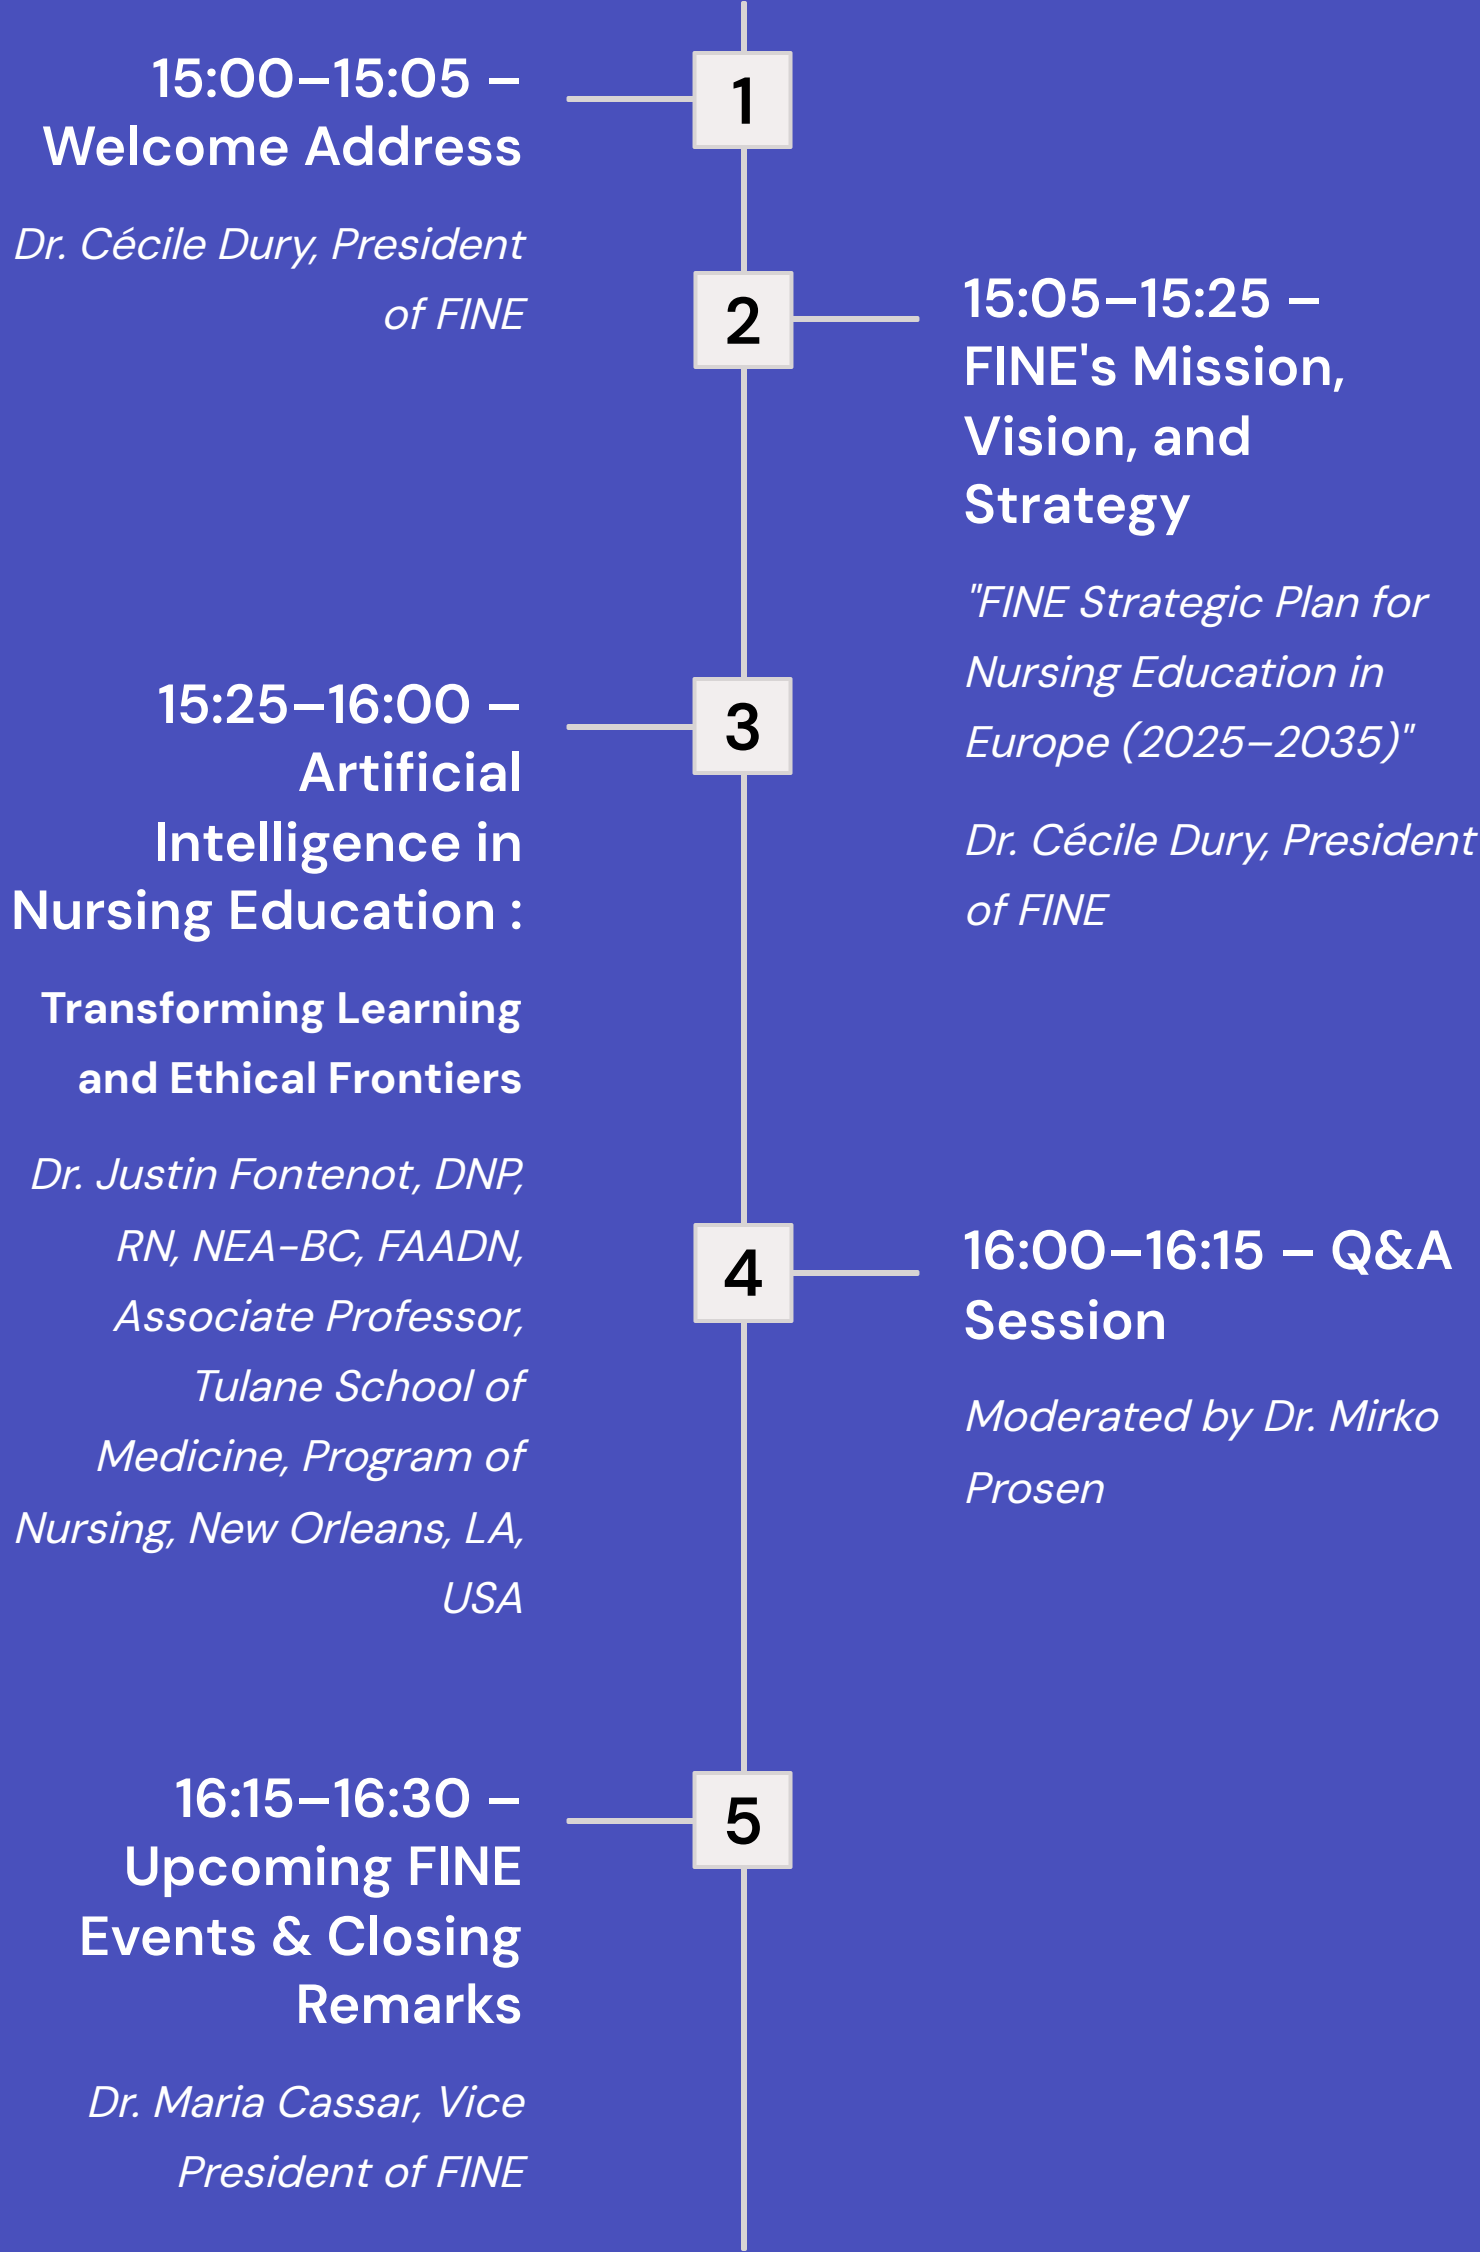 1
15:00–15:05 –
Welcome Address
Dr. Cécile Dury, President
of FINE
2
15:05–15:25 –
FINE's Mission,
Vision, and
Strategy
"FINE Strategic Plan for
Nursing Education in
Europe (2025–2035)"
Dr. Cécile Dury, President
of FINE
3
15:25–16:00 –
Artificial
Intelligence in
Nursing Education :
Transforming Learning
and Ethical Frontiers
Dr. Justin Fontenot, DNP,
RN, NEA-BC, FAADN,
Associate Professor,
Tulane School of
Medicine, Program of
Nursing, New Orleans, LA,
USA
4
16:00–16:15 – Q&A
Session
Moderated by Dr. Mirko
Prosen
5
16:15–16:30 –
Upcoming FINE
Events & Closing
Remarks
Dr. Maria Cassar, Vice
President of FINE